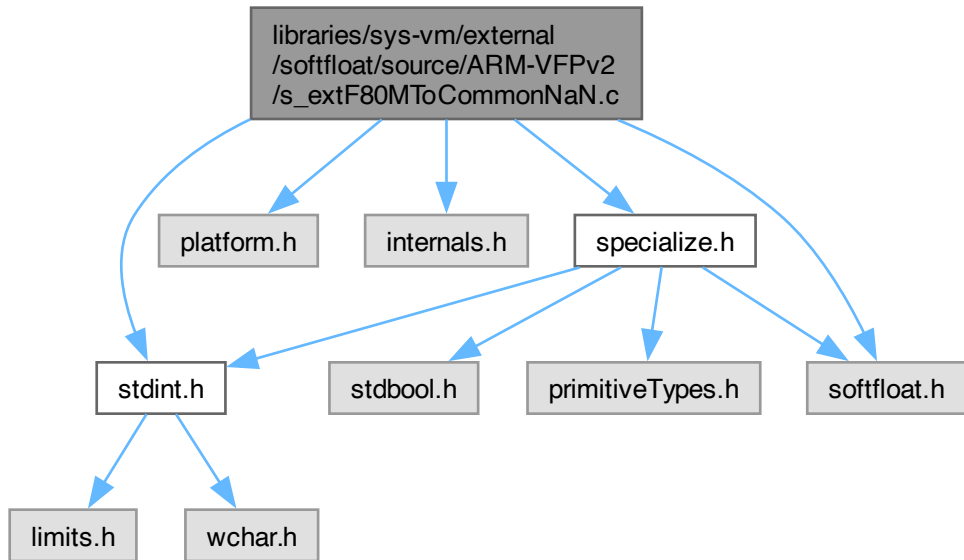 libraries/sys-vm/external
/softfloat/source/ARM-VFPv2
/s_extF80MToCommonNaN.c
platform.h
internals.h
specialize.h
stdint.h
stdbool.h
primitiveTypes.h
softfloat.h
limits.h
wchar.h